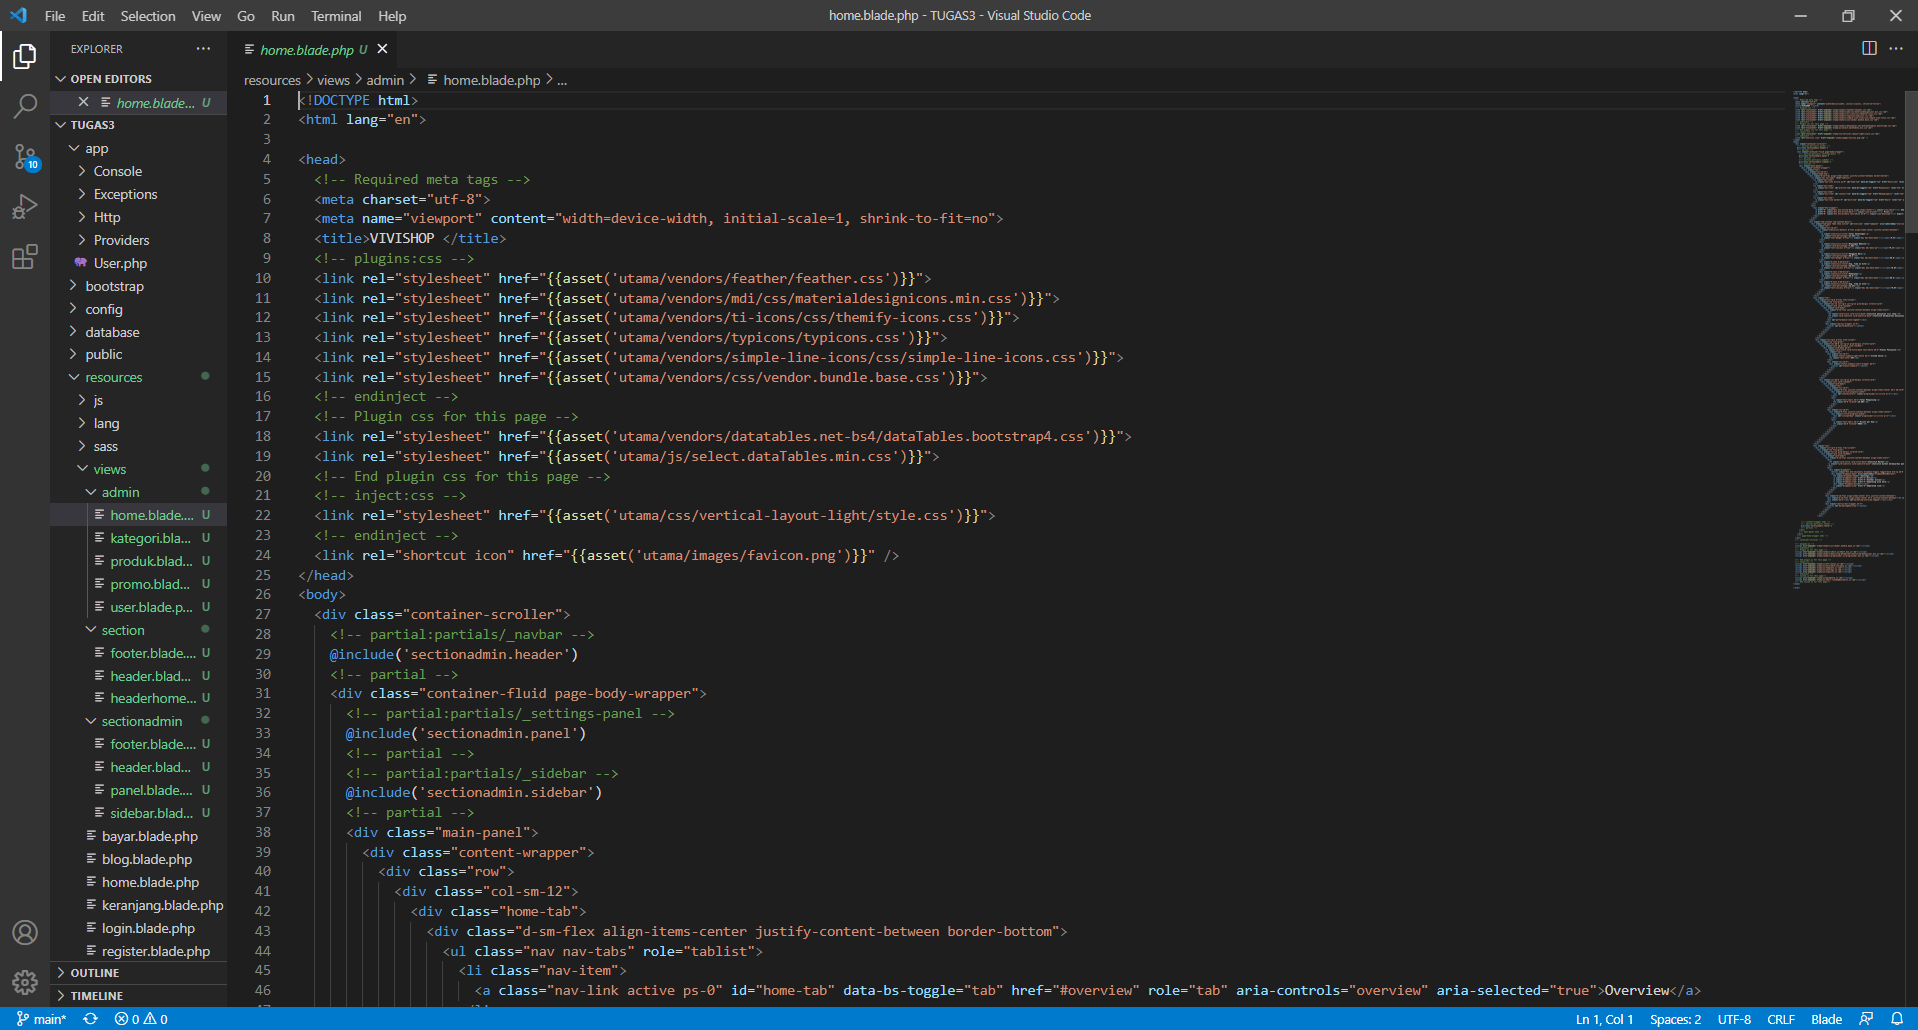 File Edit Selection View Go Run Terminal Help
home.blade.php - TUGAS3 - Visual Studio Code
EXPLORER
OPEN EDITORS
home.blade... U
TUGAS3
app
Console
Exceptions
Http
Providers
User.php
bootstrap
config
database
public
resources
js
lang
sass
views
admin
home.blade.... U
kategori.bla... U
produk.blad... U
promo.blad... U
user.blade.p... U
section
footer.blade.... U
header.blad... U
headerhome... U
sectionadmin
footer.blade.... U
header.blad... U
panel.blade.... U
sidebar.blad... U
bayar.blade.php
blog.blade.php
home.blade.php
keranjang.blade.php
login.blade.php
register.blade.php
OUTLINE
TIMELINE
10
home.blade.php U
resources > views > admin > home.blade.php > ...
1 <!DOCTYPE html>
2 <html lang="en">
3
4 <head>
5 <!-- Required meta tags -->
6 <meta charset="utf-8">
7 <meta name="viewport" content="width=device-width, initial-scale=1, shrink-to-fit=no">
8 <title>VIVISHOP </title>
9 <!-- plugins:css -->
10 <link rel="stylesheet" href="{{asset('utama/vendors/feather/feather.css')}}">
11 <link rel="stylesheet" href="{{asset('utama/vendors/mdi/css/materialdesignicons.min.css')}}">
12 <link rel="stylesheet" href="{{asset('utama/vendors/ti-icons/css/themify-icons.css')}}">
13 <link rel="stylesheet" href="{{asset('utama/vendors/typicons/typicons.css')}}">
14 <link rel="stylesheet" href="{{asset('utama/vendors/simple-line-icons/css/simple-line-icons.css')}}">
15 <link rel="stylesheet" href="{{asset('utama/vendors/css/vendor.bundle.base.css')}}">
16 <!-- endinject -->
17 <!-- Plugin css for this page -->
18 <link rel="stylesheet" href="{{asset('utama/vendors/datatables.net-bs4/dataTables.bootstrap4.css')}}">
19 <link rel="stylesheet" href="{{asset('utama/js/select.dataTables.min.css')}}">
20 <!-- End plugin css for this page -->
21 <!-- inject:css -->
22 <link rel="stylesheet" href="{{asset('utama/css/vertical-layout-light/style.css')}}">
23 <!-- endinject -->
24 <link rel="shortcut icon" href="{{asset('utama/images/favicon.png')}}" />
25 </head>
26 <body>
27 <div class="container-scroller">
28 <!-- partial:partials/_navbar -->
29 @include('sectionadmin.header')
30 <!-- partial -->
31 <div class="container-fluid page-body-wrapper">
32 <!-- partial:partials/_settings-panel -->
33 @include('sectionadmin.panel')
34 <!-- partial -->
35 <!-- partial:partials/_sidebar -->
36 @include('sectionadmin.sidebar')
37 <!-- partial -->
38 <div class="main-panel">
39 <div class="content-wrapper">
40 <div class="row">
41 <div class="col-sm-12">
42 <div class="home-tab">
43 <div class="d-sm-flex align-items-center justify-content-between border-bottom">
44 <ul class="nav nav-tabs" role="tablist">
45 <li class="nav-item">
46 <a class="nav-link active ps-0" id="home-tab" data-bs-toggle="tab" href="#overview" role="tab" aria-controls="overview" aria-selected="true">Overview</a>
main* 0 0
Ln 1, Col 1 Spaces: 2 UTF-8 CRLF Blade